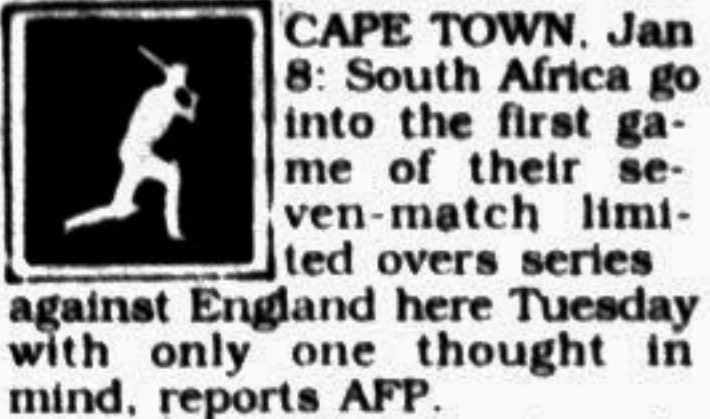 CAPE TOWN, Jan
8: South Africa go
into the first ga-
me of their se-
ven-match limi-
ted overs series
against England here Tuesday
with only one thought in
mind, reports AFP.